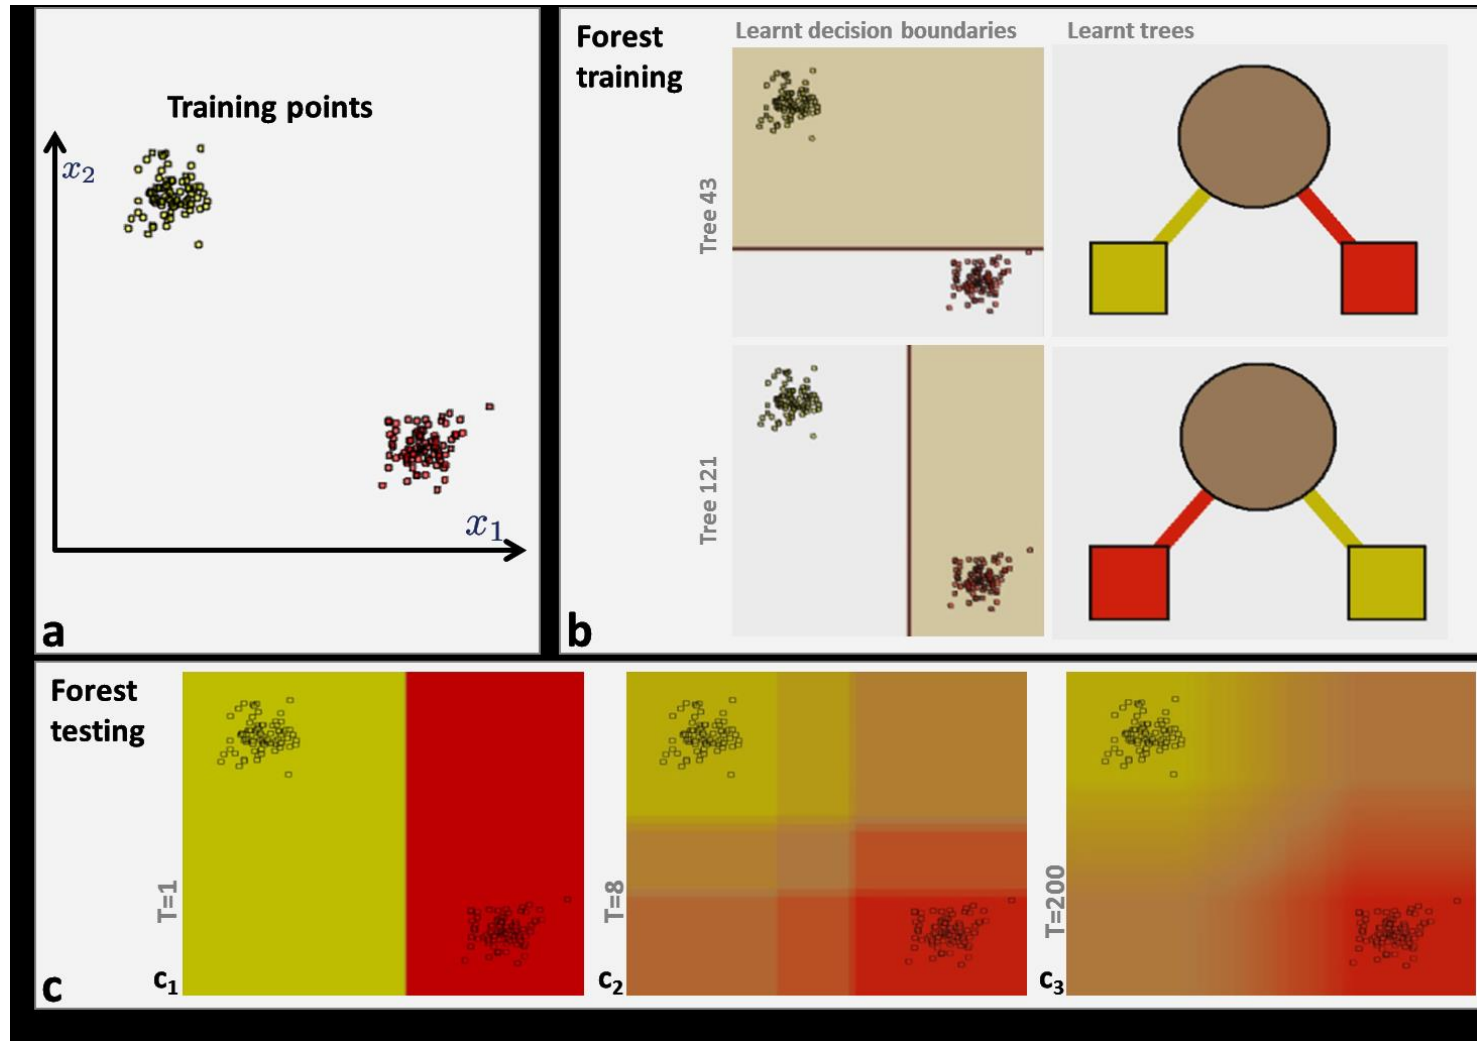 Training points
x₂
x₁
a
Forest
training
Learnt decision boundaries
Learnt trees
Tree 43
Tree 121
b
Forest
testing
T=1
c₁
T=8
c₂
T=200
c₃
c